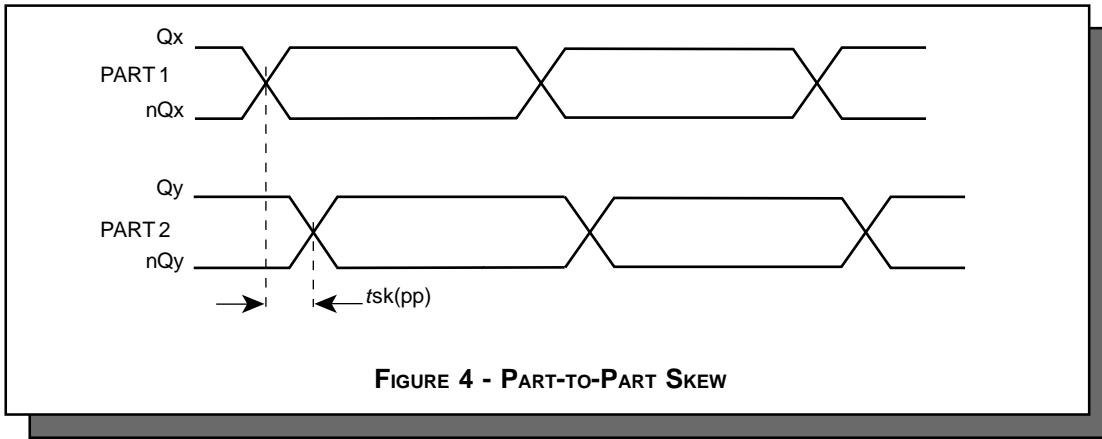 Qx
PART 1
nQx
Qy
PART 2
nQy
tsk(pp)
FIGURE 4 - PART-TO-PART SKEW